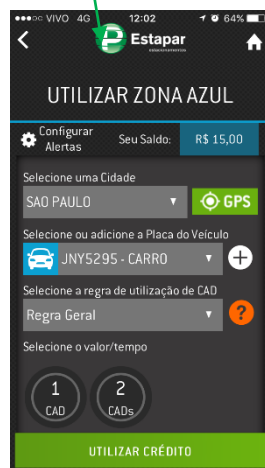 VIVO 4G 12:02 64%
Estapar
UTILIZAR ZONA AZUL
Configurar Alertas Seu Saldo: R$ 15,00
Selecione uma Cidade
SAO PAULO GPS
Selecione ou adicione a Placa do Veículo
JNY5295 - CARRO +
Selecione a regra de utilização de CAD
Regra Geral ?
Selecione o valor/tempo
1 2
CAD CADs
UTILIZAR CRÉDITO